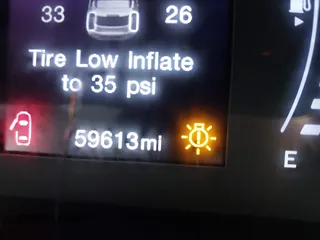 33 26
Tire Low Inflate
to 35 psi
59613mi
E